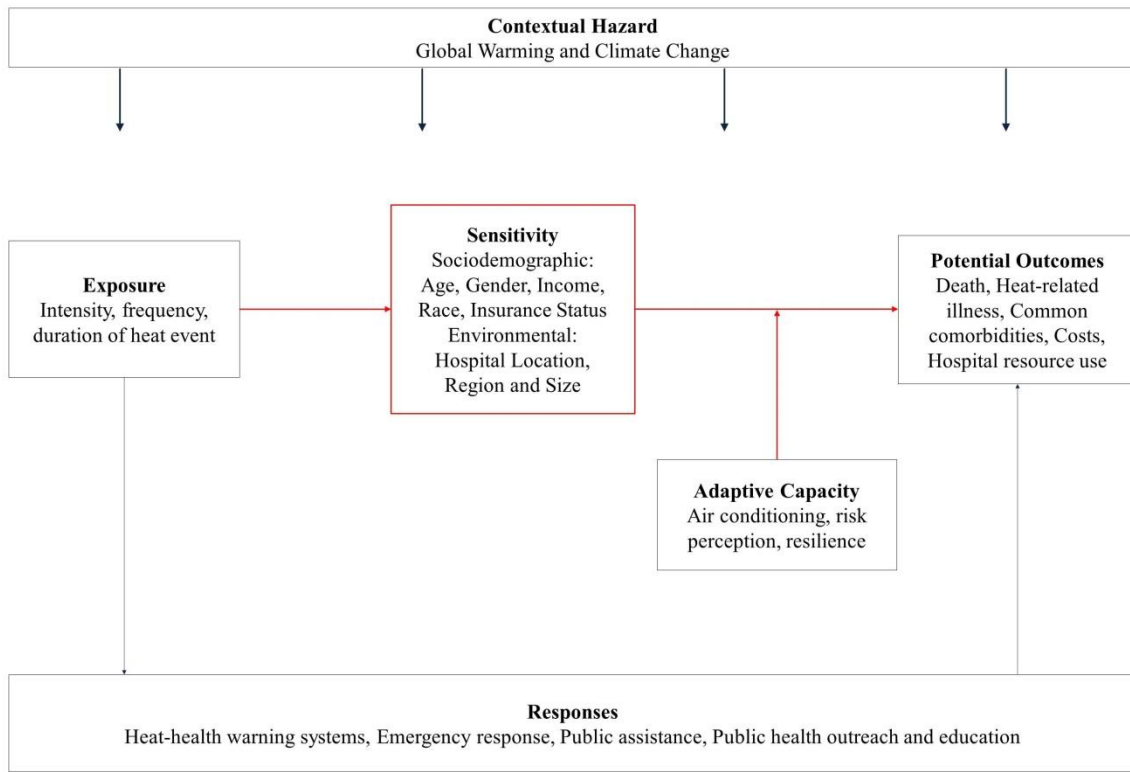 Contextual Hazard
Global Warming and Climate Change
Sensitivity
Sociodemographic:
Age, Gender, Income,
Race, Insurance Status
Environmental:
Hospital Location,
Region and Size
Exposure
Intensity, frequency,
duration of heat event
Potential Outcomes
Death, Heat-related
illness, Common
comorbidities, Costs,
Hospital resource use
Adaptive Capacity
Air conditioning, risk
perception, resilience
Responses
Heat-health warning systems, Emergency response, Public assistance, Public health outreach and education